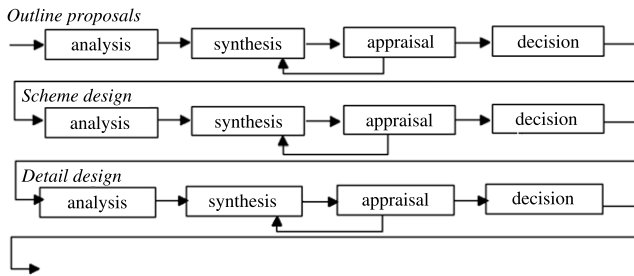 Outline proposals
analysis synthesis appraisal decision
Scheme design
analysis synthesis appraisal decision
Detail design
analysis synthesis appraisal decision